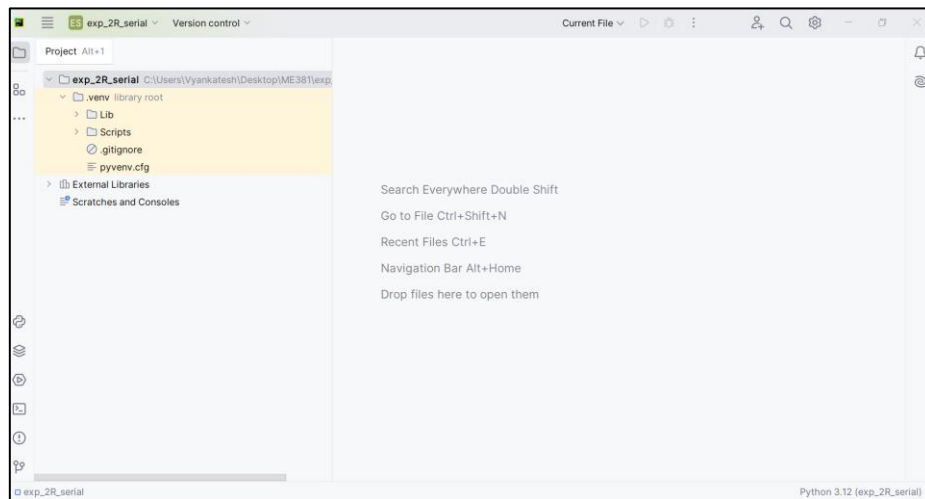 ES exp_2R_serial Version control Current File
Project Alt+1
exp_2R_serial C:\Users\Vyankatesh\Desktop\ME381\exp
.venv library root
Lib
Scripts
.gitignore
pyvenv.cfg
External Libraries
Scratches and Consoles
Search Everywhere Double Shift
Go to File Ctrl+Shift+N
Recent Files Ctrl+E
Navigation Bar Alt+Home
Drop files here to open them
exp_2R_serial Python 3.12 (exp_2R_serial)